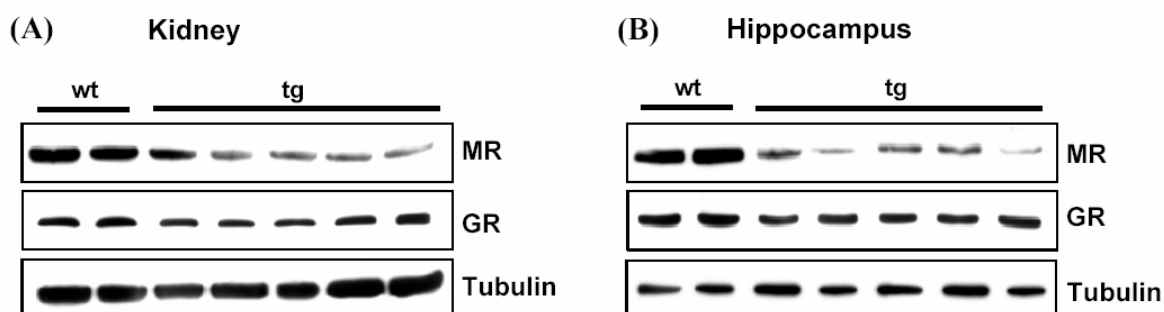 (A) Kidney
wt tg
MR
GR
Tubulin
(B) Hippocampus
wt tg
MR
GR
Tubulin